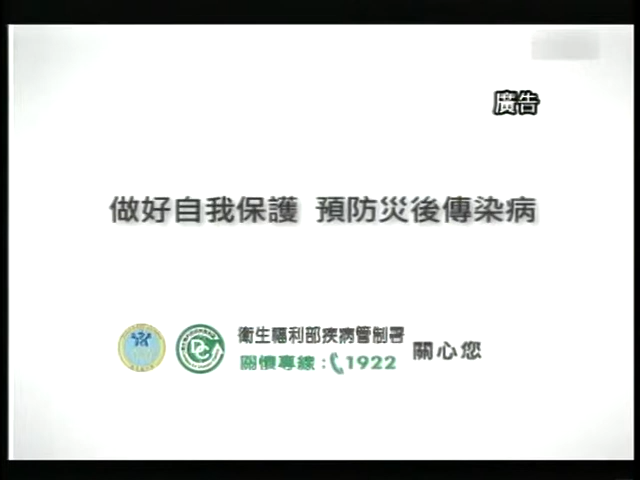 廣告
做好自我保護 預防災後傳染病
衛生福利部疾病管制署
關懷專線：1922
關心您